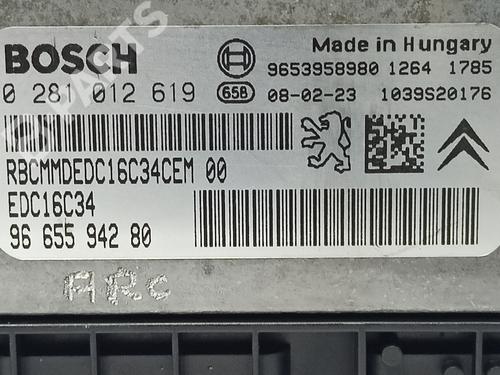 BOSCH
Made in Hungary
9653958980 1264 1785
0 281 012 619
658 08-02-23 1039S20176
RBCMMDEDC16C34CEM 00
EDC16C34
96 655 942 80
ARC